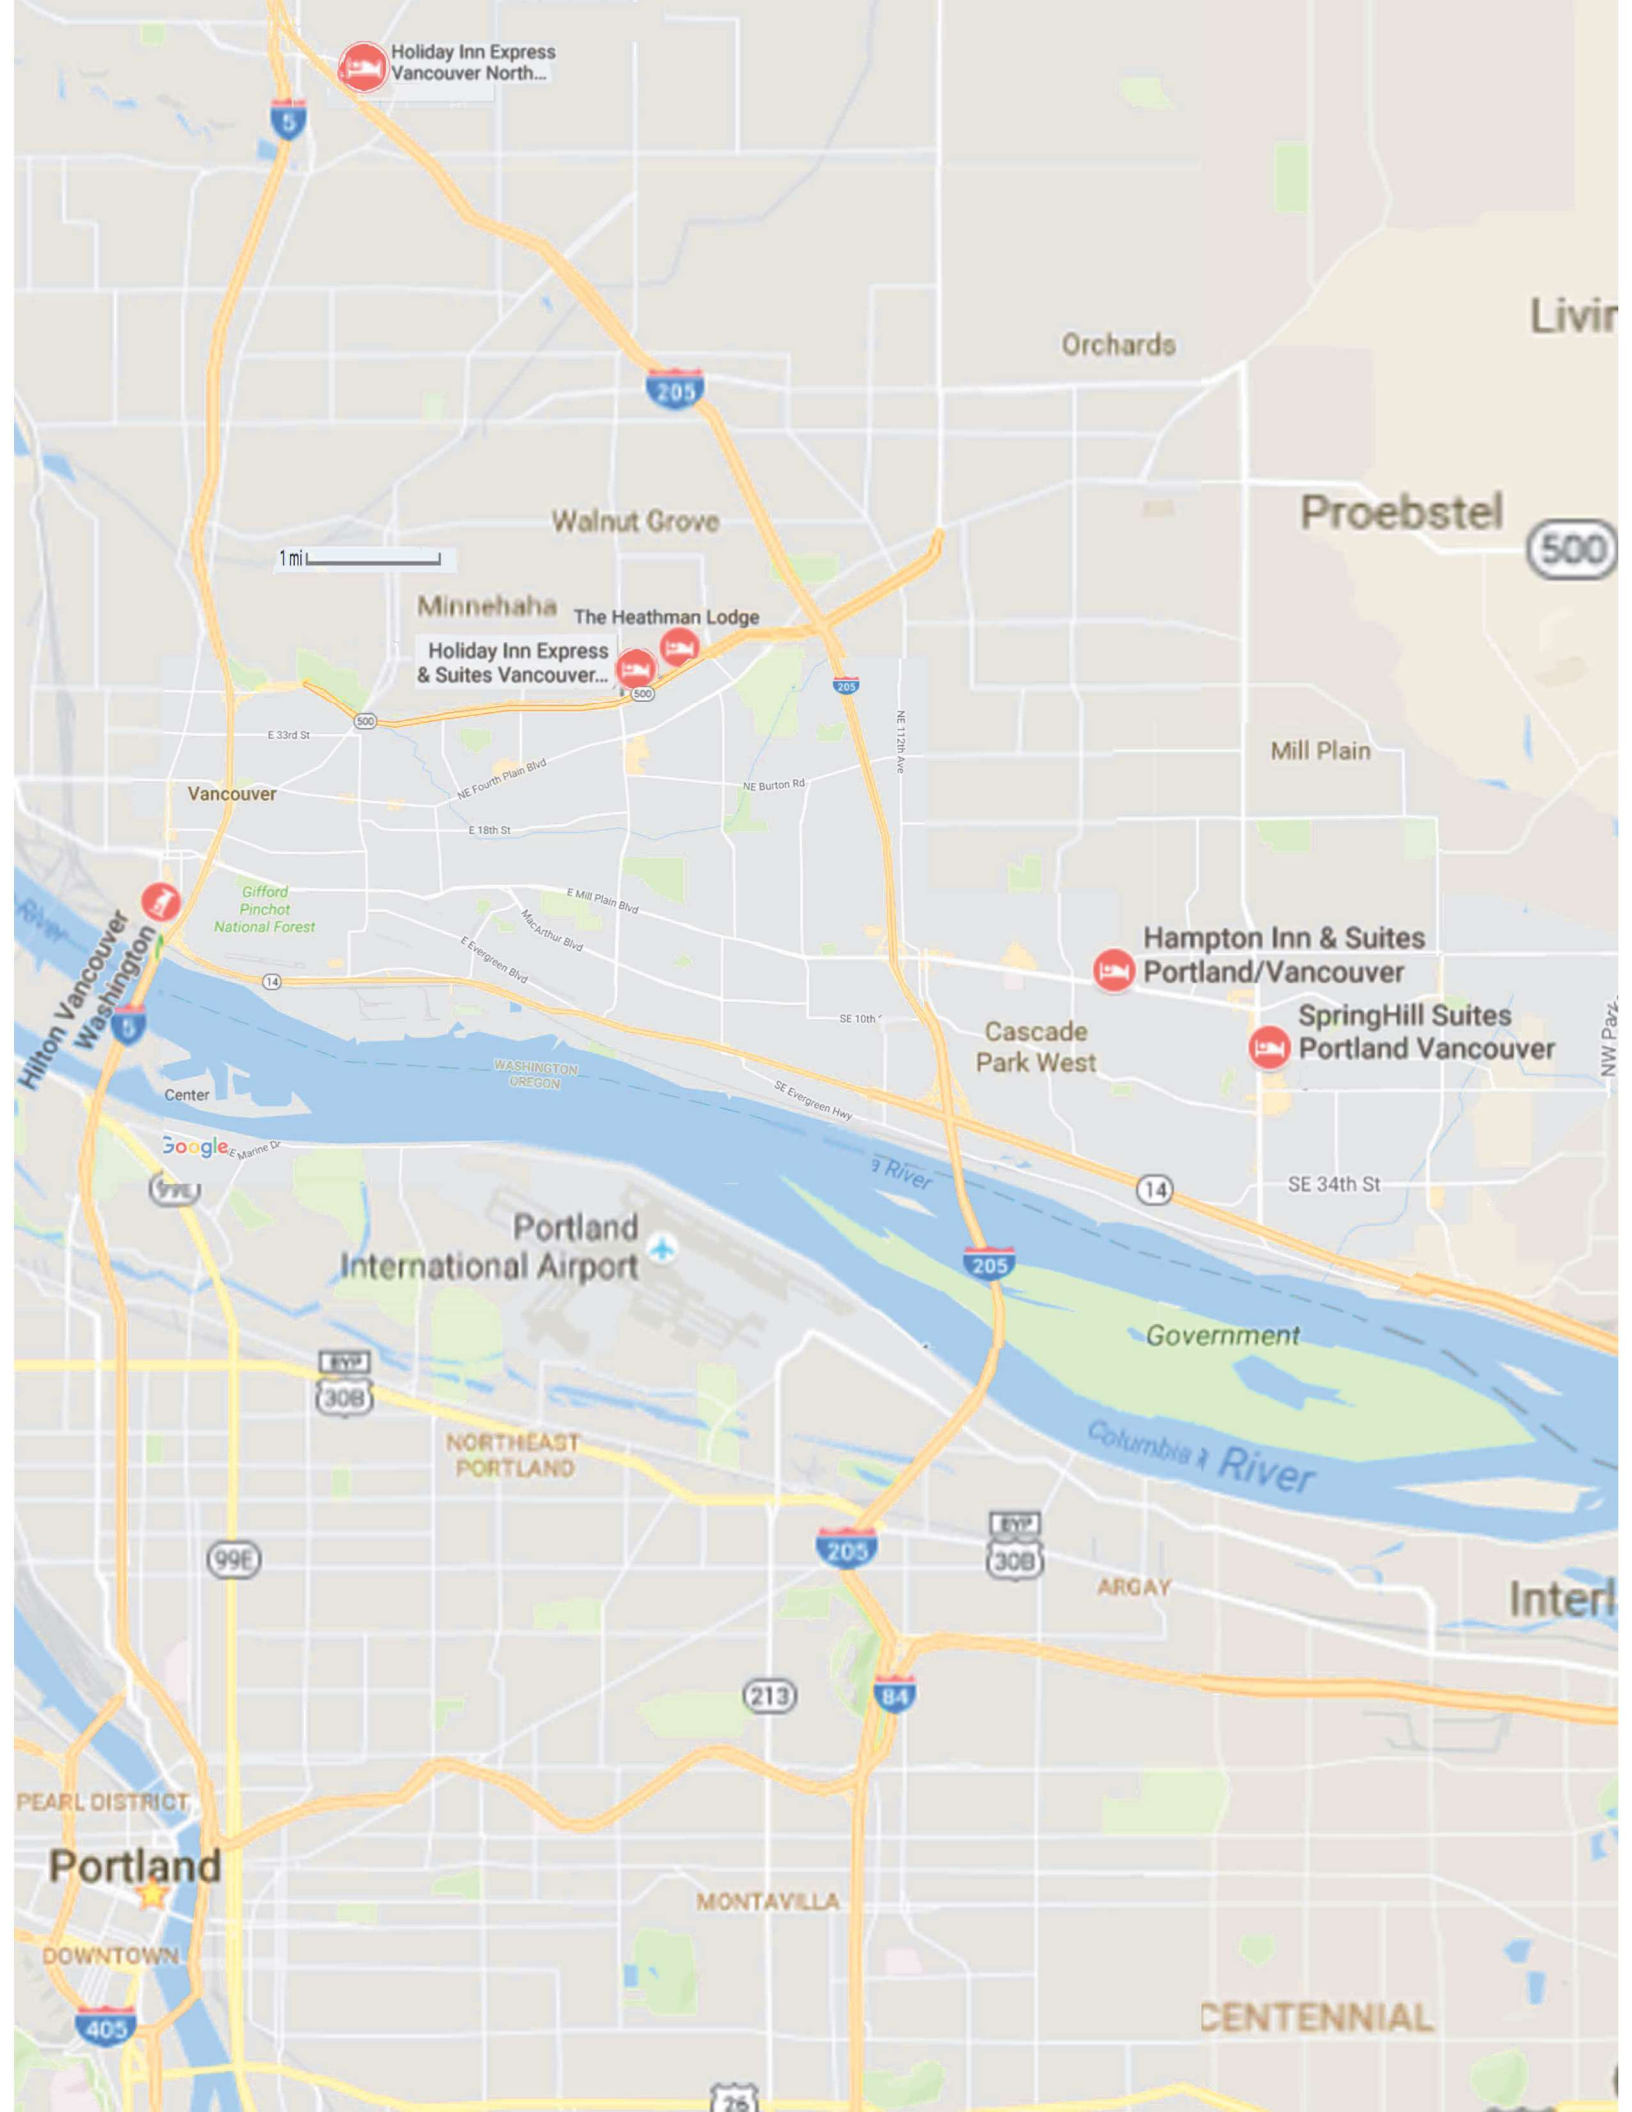 Holiday Inn Express
Vancouver North...
5
Livin
Orchards
205
Proebstel
Walnut Grove
500
1 mi
Minnehaha
The Heathman Lodge
Holiday Inn Express
& Suites Vancouver...
500
205
500
E 33rd St
NE 112th Ave
Mill Plain
NE Fourth Plain Blvd
NE Burton Rd
Vancouver
E 18th St
Gifford
Pinchot
National Forest
E Mill Plain Blvd
River
Hilton Vancouver
Washington
MacArthur Blvd
E Evergreen Blvd
Hampton Inn & Suites
Portland/Vancouver
14
SE 10th
SpringHill Suites
Portland Vancouver
5
Cascade
Park West
NW Park
WASHINGTON
OREGON
Center
SE Evergreen Hwy
Google
E Marine Dr
a River
99E
14
SE 34th St
Portland
International Airport
205
Government
BYP
30B
NORTHEAST
PORTLAND
Columbia R
River
BYP
30B
205
99E
ARGAY
Interl
213
84
PEARL DISTRICT
Portland
MONTAVILLA
DOWNTOWN
CENTENNIAL
405
26